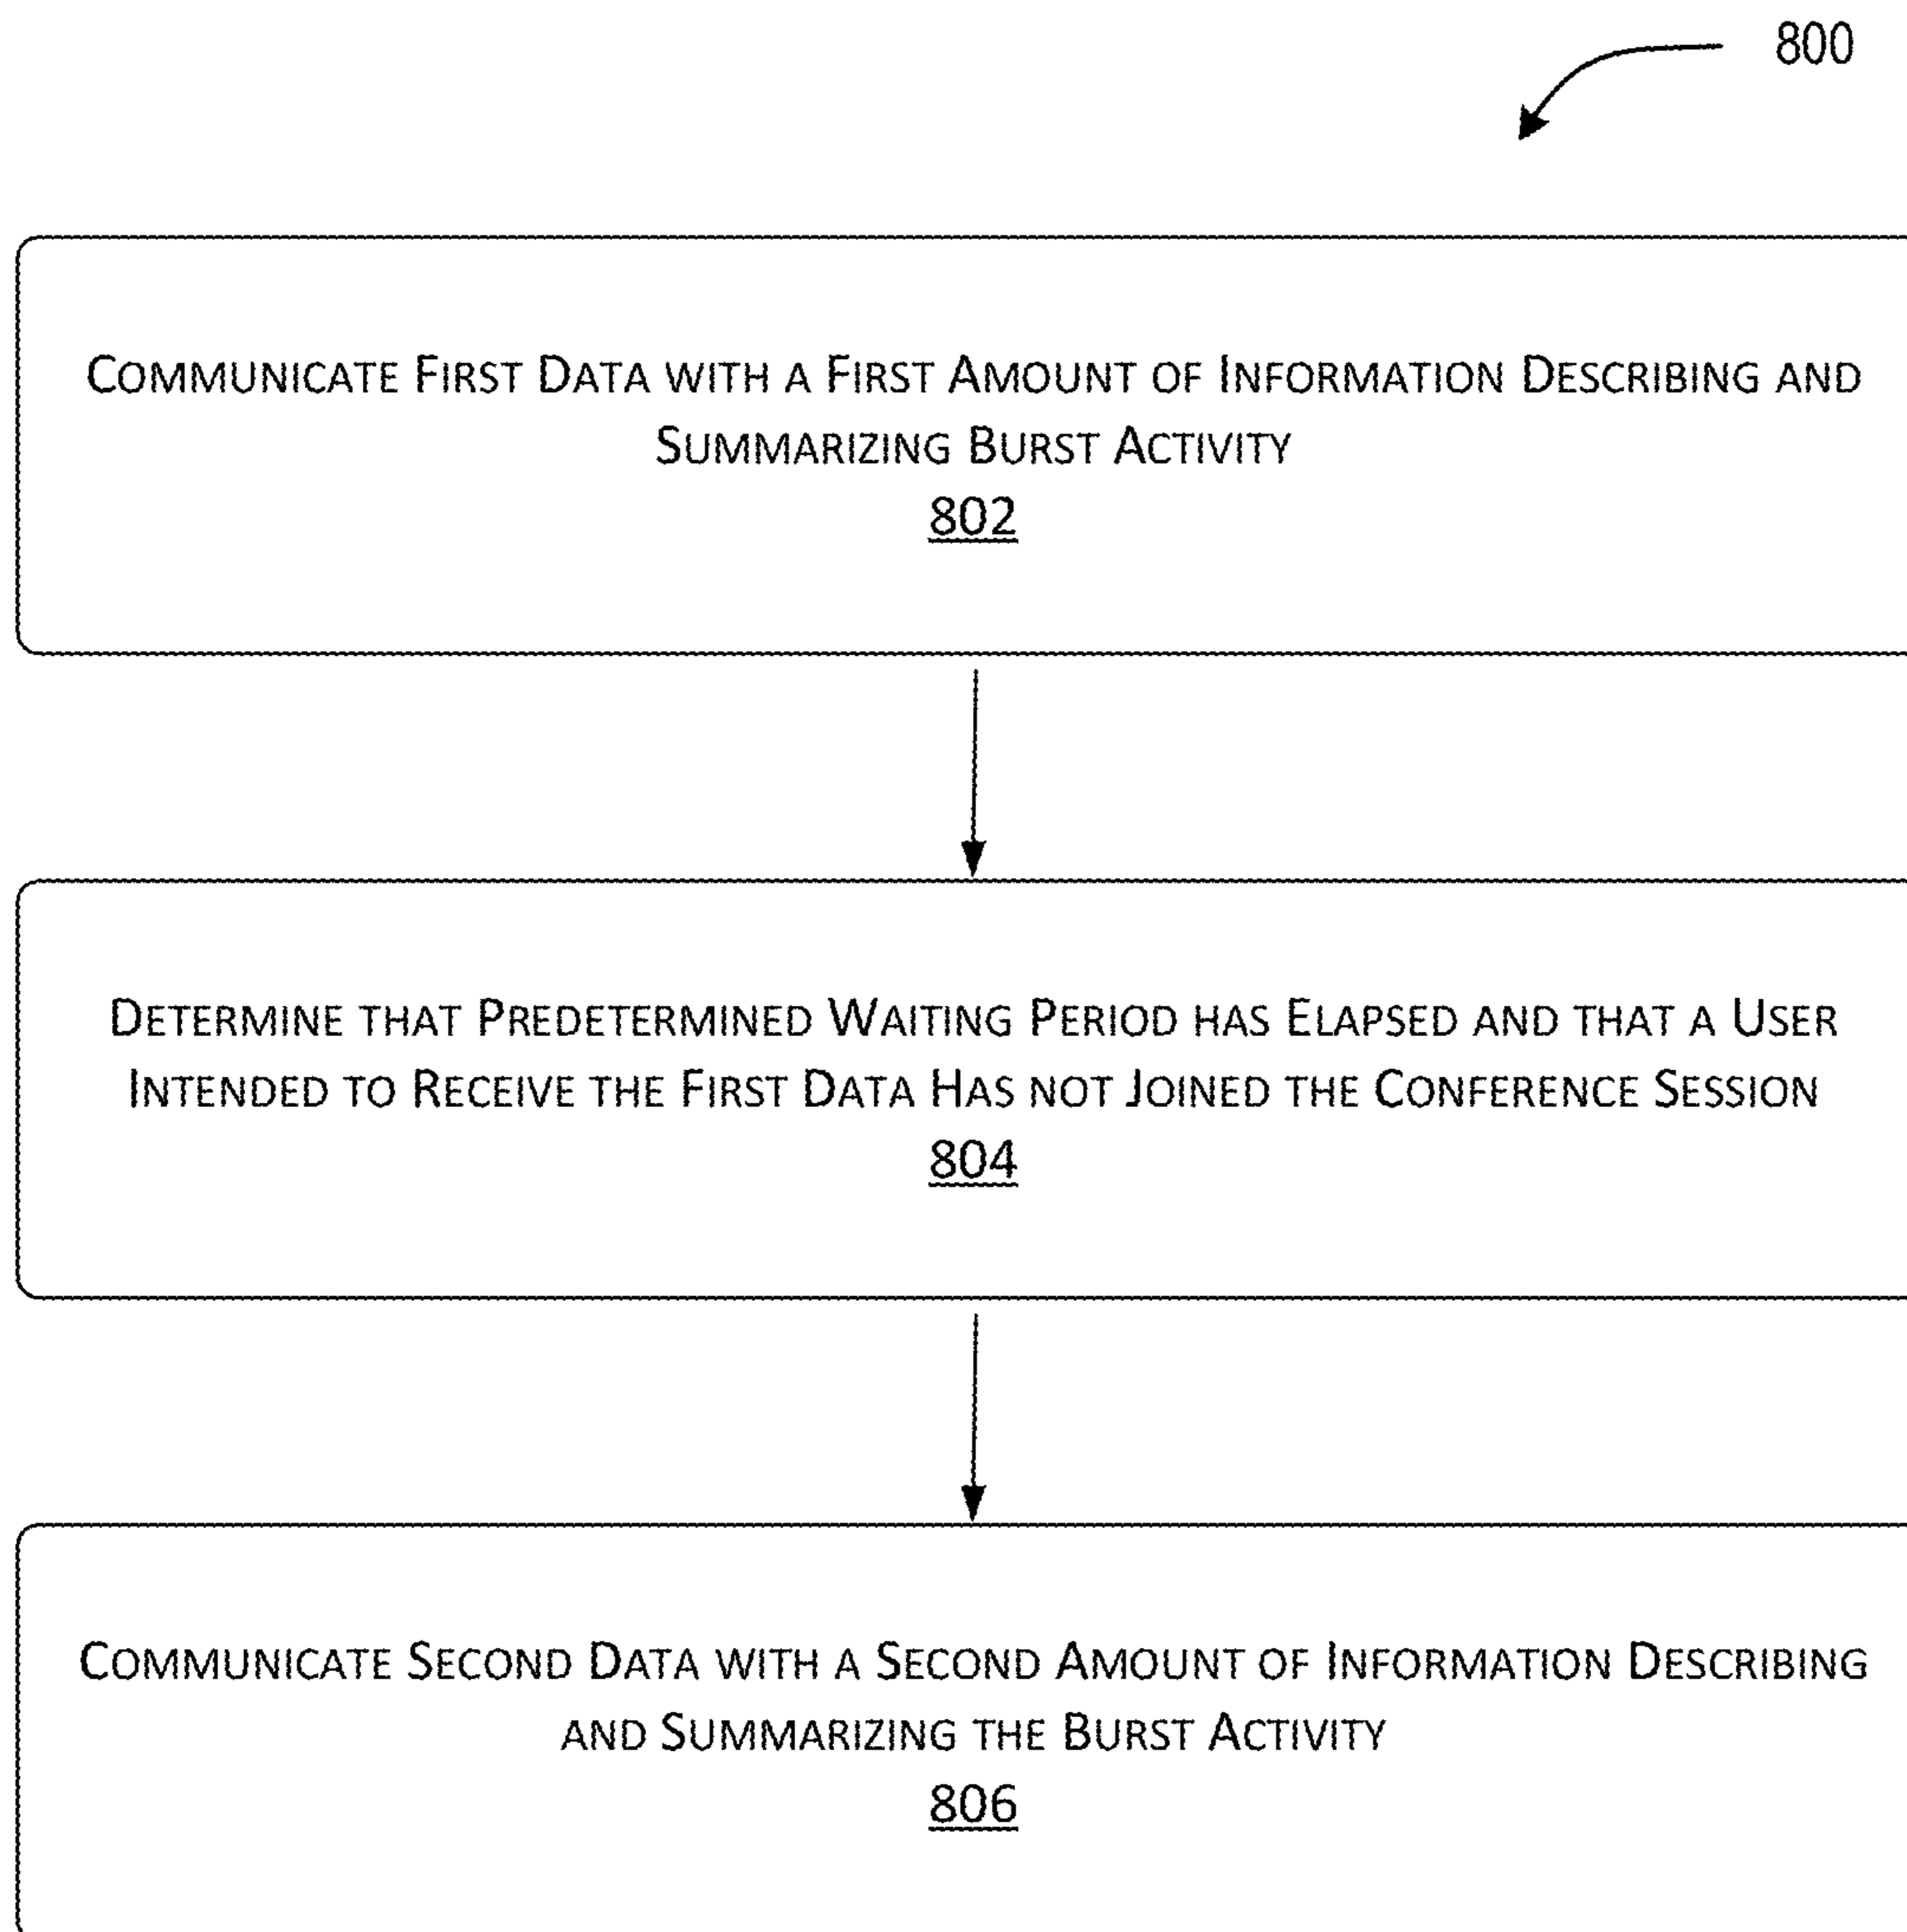 800
Communicate First Data with a First Amount of Information Describing and
Summarizing Burst Activity
802
Determine that Predetermined Waiting Period has Elapsed and that a User
Intended to Receive the First Data Has not Joined the Conference Session
804
Communicate Second Data with a Second Amount of Information Describing
and Summarizing the Burst Activity
806